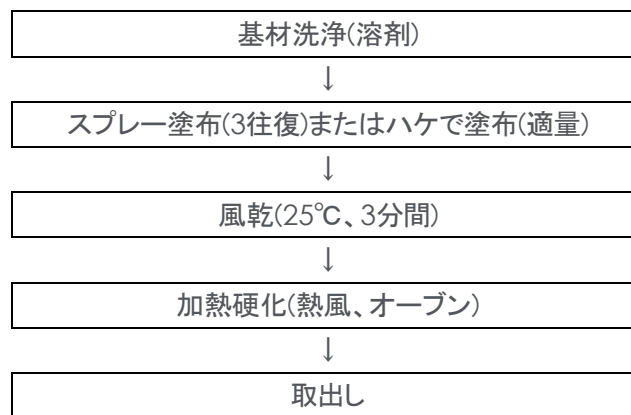 基材洗浄(溶剤)
↓
スプレー塗布(3往復)またはハケで塗布(適量)
↓
風乾(25℃、3分間)
↓
加熱硬化(熱風、オーブン)
↓
取出し